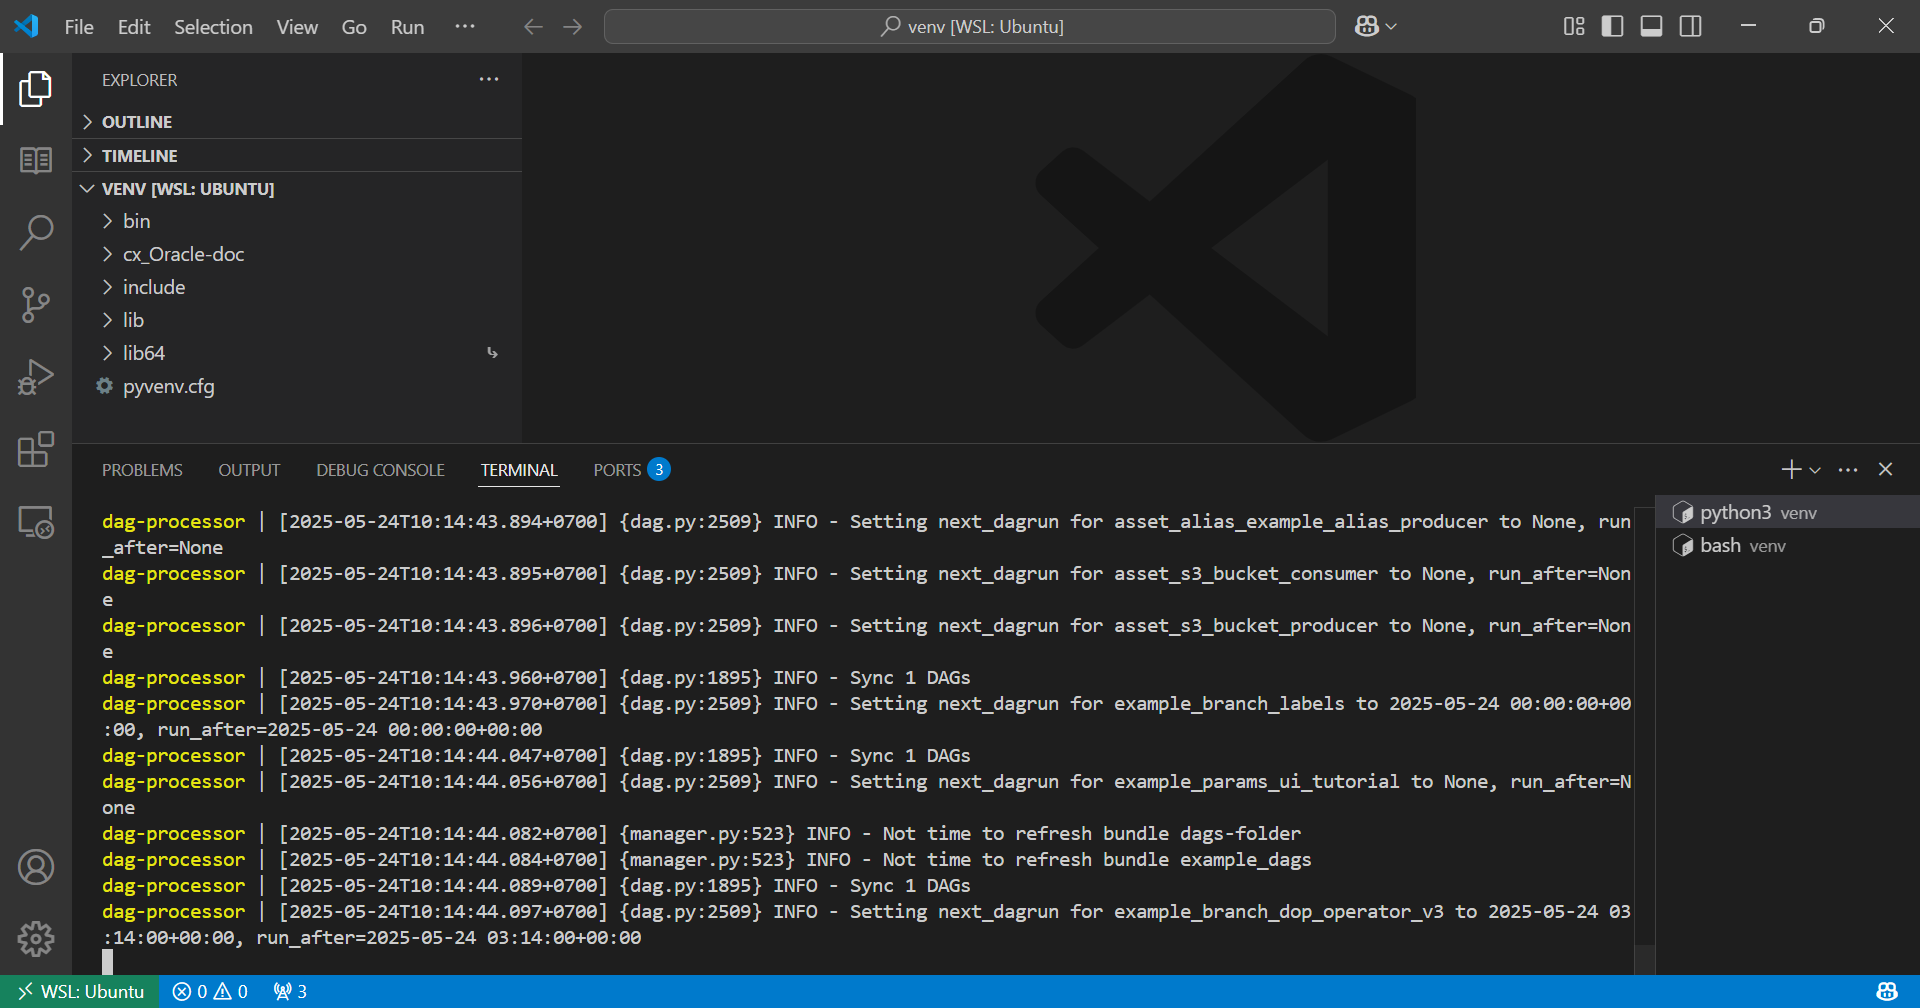 File Edit Selection View Go Run ···
venv [WSL: Ubuntu]
EXPLORER
OUTLINE
TIMELINE
VENV [WSL: UBUNTU]
bin
cx_Oracle-doc
include
lib
lib64
pyvenv.cfg
PROBLEMS OUTPUT DEBUG CONSOLE TERMINAL PORTS 3
dag-processor | [2025-05-24T10:14:43.894+0700] {dag.py:2509} INFO - Setting next_dagrun for asset_alias_example_alias_producer to None, run
_after=None
dag-processor | [2025-05-24T10:14:43.895+0700] {dag.py:2509} INFO - Setting next_dagrun for asset_s3_bucket_consumer to None, run_after=Non
e
dag-processor | [2025-05-24T10:14:43.896+0700] {dag.py:2509} INFO - Setting next_dagrun for asset_s3_bucket_producer to None, run_after=Non
e
dag-processor | [2025-05-24T10:14:43.960+0700] {dag.py:1895} INFO - Sync 1 DAGs
dag-processor | [2025-05-24T10:14:43.970+0700] {dag.py:2509} INFO - Setting next_dagrun for example_branch_labels to 2025-05-24 00:00:00+00
:00, run_after=2025-05-24 00:00:00+00:00
dag-processor | [2025-05-24T10:14:44.047+0700] {dag.py:1895} INFO - Sync 1 DAGs
dag-processor | [2025-05-24T10:14:44.056+0700] {dag.py:2509} INFO - Setting next_dagrun for example_params_ui_tutorial to None, run_after=N
one
dag-processor | [2025-05-24T10:14:44.082+0700] {manager.py:523} INFO - Not time to refresh bundle dags-folder
dag-processor | [2025-05-24T10:14:44.084+0700] {manager.py:523} INFO - Not time to refresh bundle example_dags
dag-processor | [2025-05-24T10:14:44.089+0700] {dag.py:1895} INFO - Sync 1 DAGs
dag-processor | [2025-05-24T10:14:44.097+0700] {dag.py:2509} INFO - Setting next_dagrun for example_branch_dop_operator_v3 to 2025-05-24 03
:14:00+00:00, run_after=2025-05-24 03:14:00+00:00
python3 venv
bash venv
WSL: Ubuntu 0 0 3